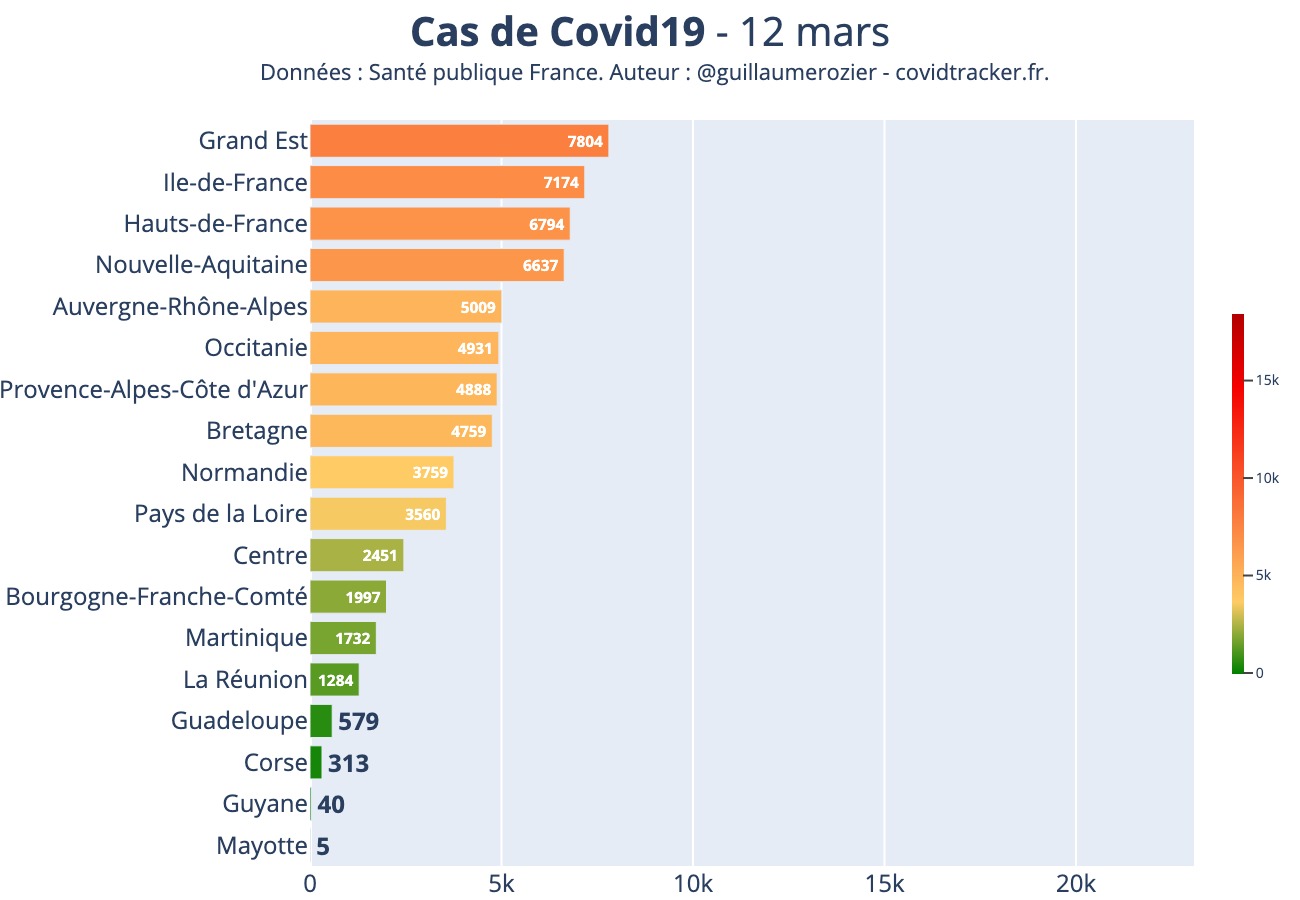 Cas de Covid19 - 12 mars
Données : Santé publique France. Auteur : @guillaumerozier - covidtracker.fr.
Grand Est 7804
Ile-de-France 7174
Hauts-de-France 6794
Nouvelle-Aquitaine 6637
Auvergne-Rhône-Alpes 5009
Occitanie 4931
Provence-Alpes-Côte d'Azur 4888
Bretagne 4759
Normandie 3759
Pays de la Loire 3560
Centre 2451
Bourgogne-Franche-Comté 1997
Martinique 1732
La Réunion 1284
Guadeloupe 579
Corse 313
Guyane 40
Mayotte 5
0 5k 10k 15k 20k
15k
10k
5k
0